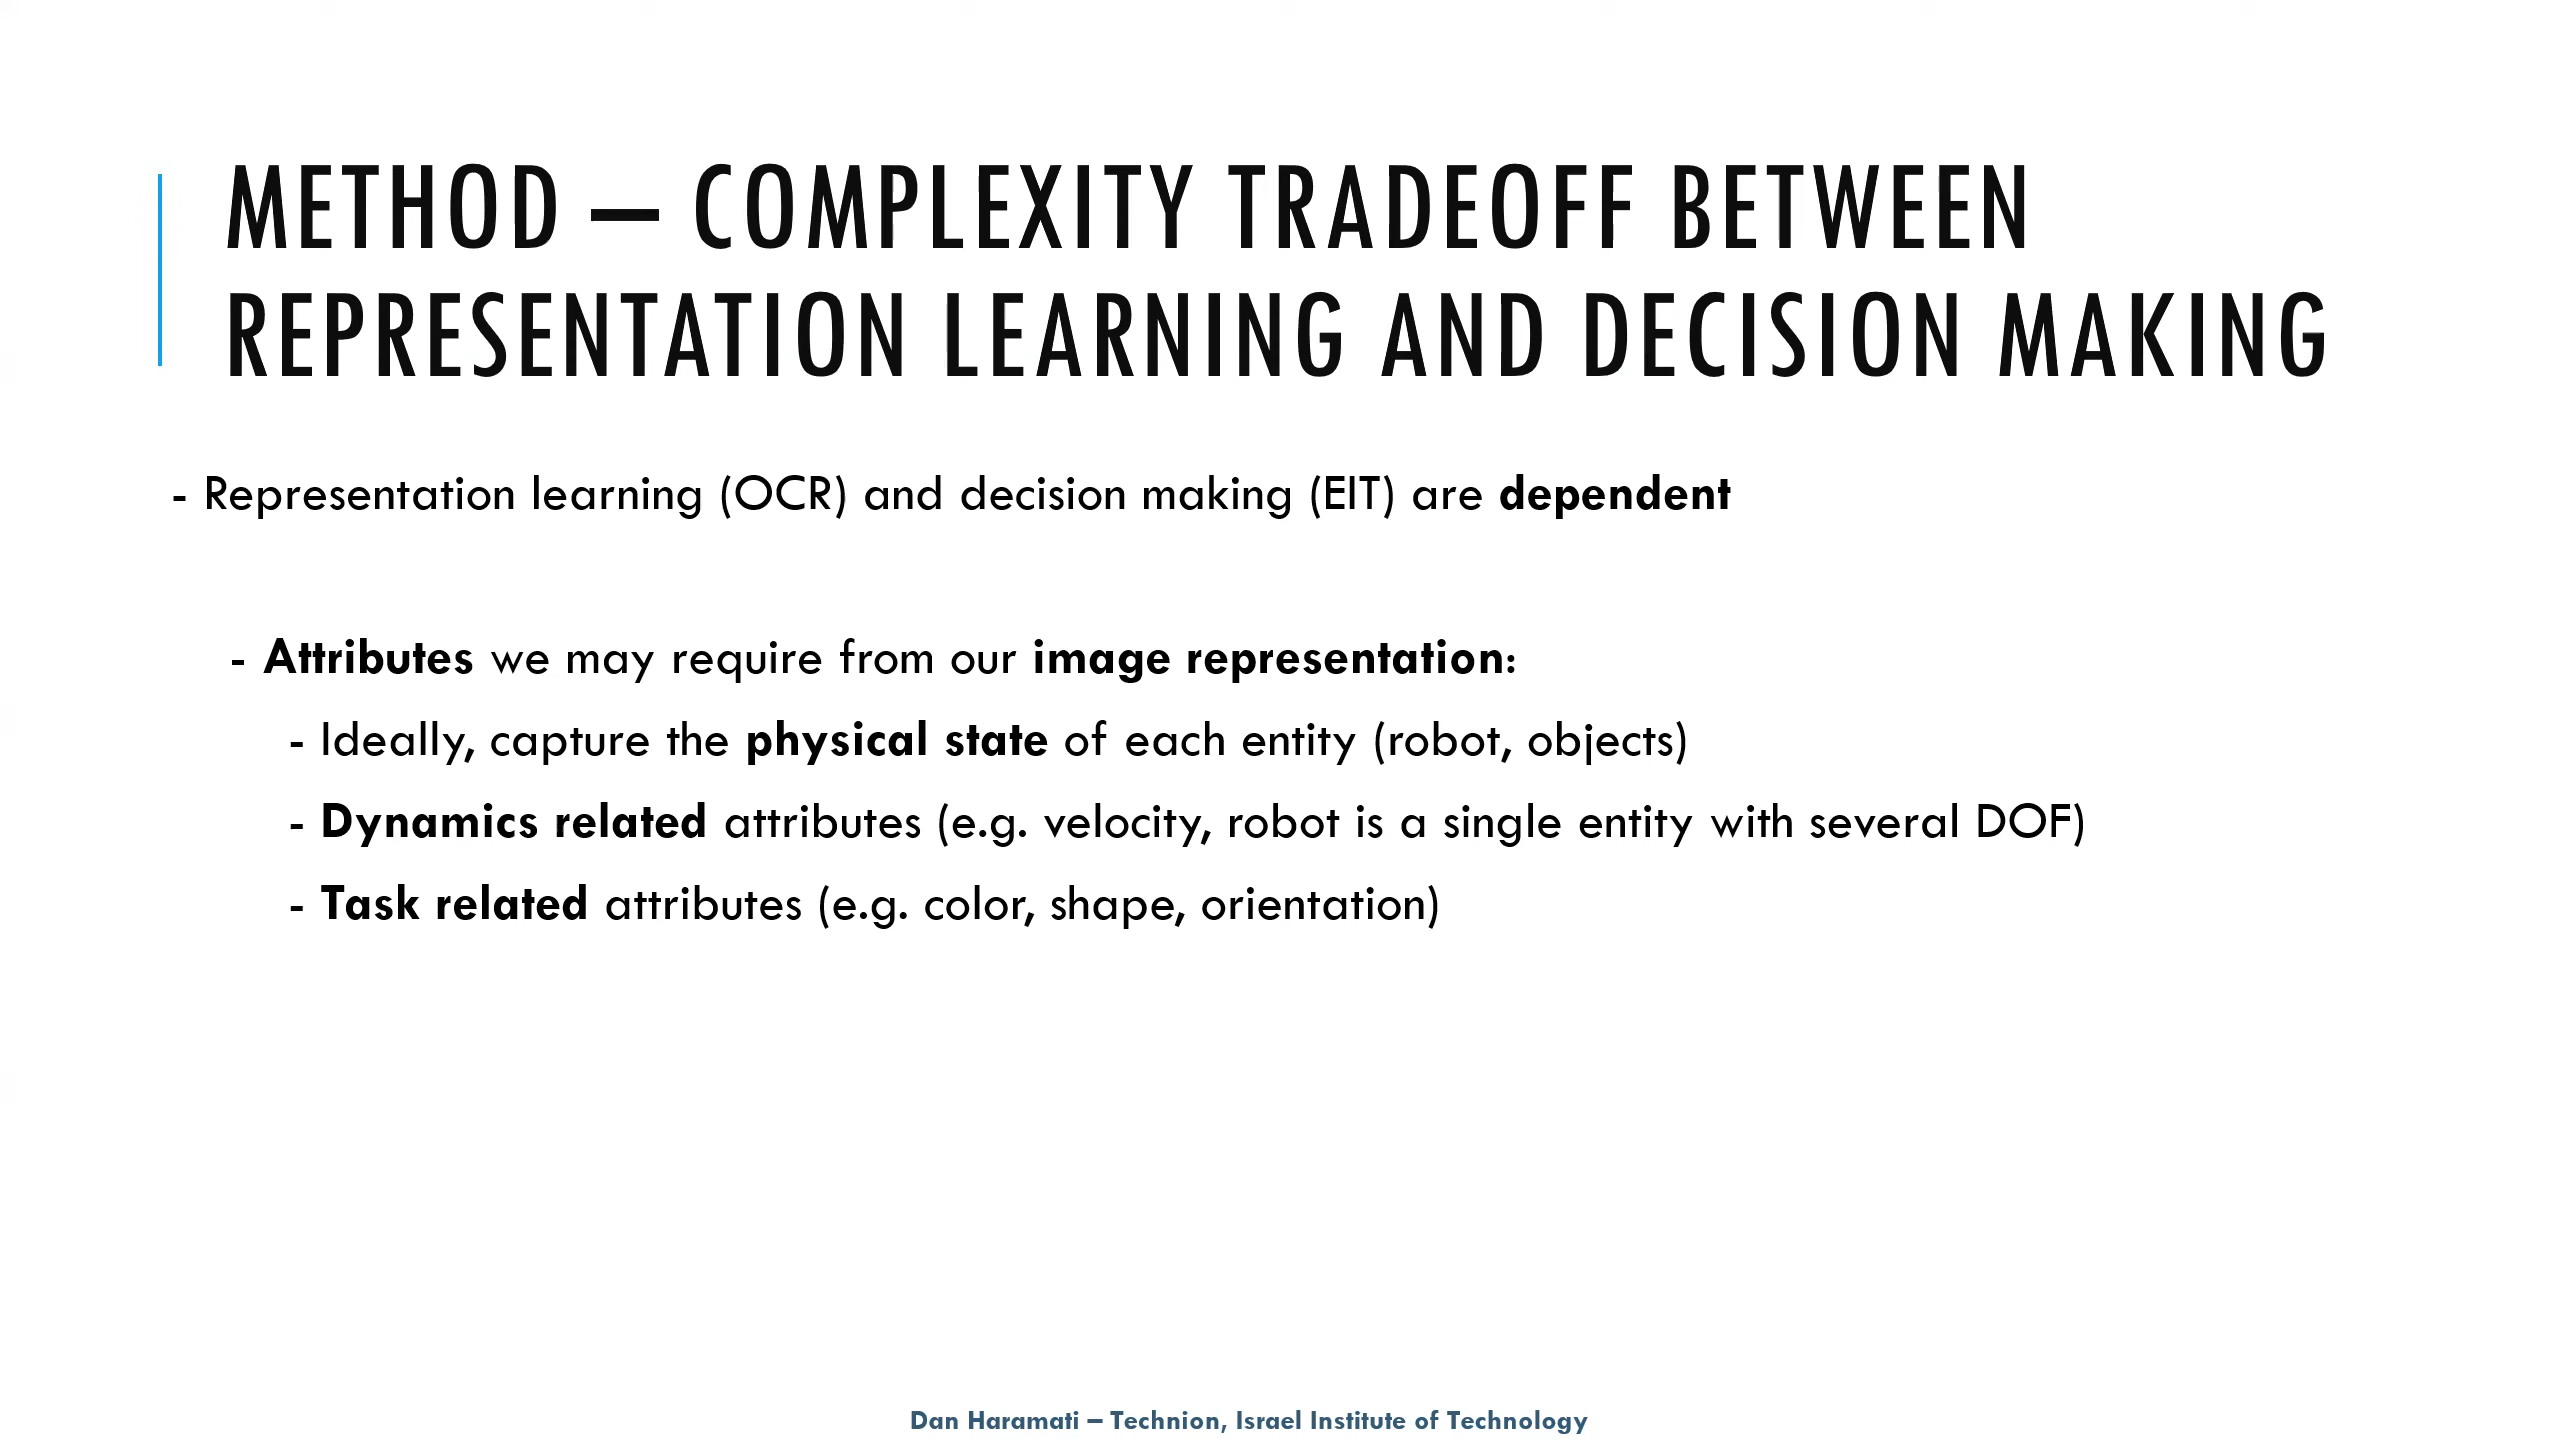 METHOD – COMPLEXITY TRADEOFF BETWEEN
REPRESENTATION LEARNING AND DECISION MAKING
- Representation learning (OCR) and decision making (EIT) are dependent
- Attributes we may require from our image representation:
- Ideally, capture the physical state of each entity (robot, objects)
- Dynamics related attributes (e.g. velocity, robot is a single entity with several DOF)
- Task related attributes (e.g. color, shape, orientation)
Dan Haramati – Technion, Israel Institute of Technology